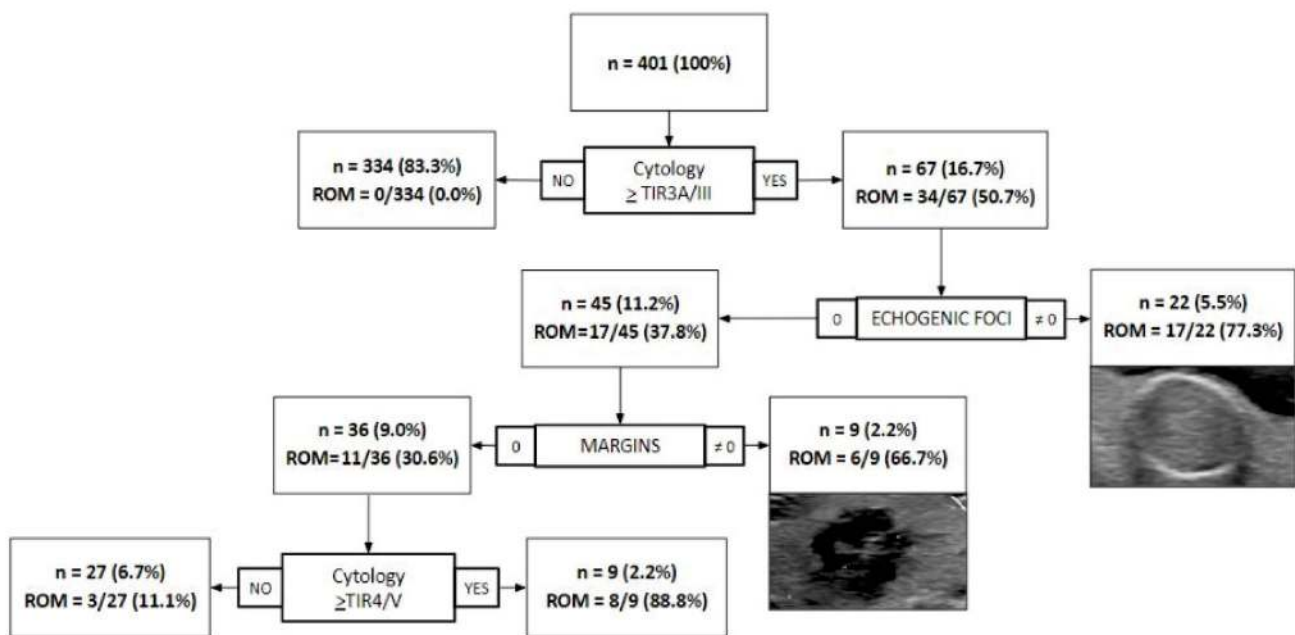 n = 401 (100%)
n = 334 (83.3%)
ROM = 0/334 (0.0%)
NO
Cytology
≥ TIR3A/III
YES
n = 67 (16.7%)
ROM = 34/67 (50.7%)
n = 45 (11.2%)
ROM=17/45 (37.8%)
0
ECHOGENIC FOCI
≠ 0
n = 22 (5.5%)
ROM = 17/22 (77.3%)
n = 36 (9.0%)
ROM=11/36 (30.6%)
0
MARGINS
≠ 0
n = 9 (2.2%)
ROM = 6/9 (66.7%)
n = 27 (6.7%)
ROM = 3/27 (11.1%)
NO
Cytology
≥TIR4/V
YES
n = 9 (2.2%)
ROM = 8/9 (88.8%)